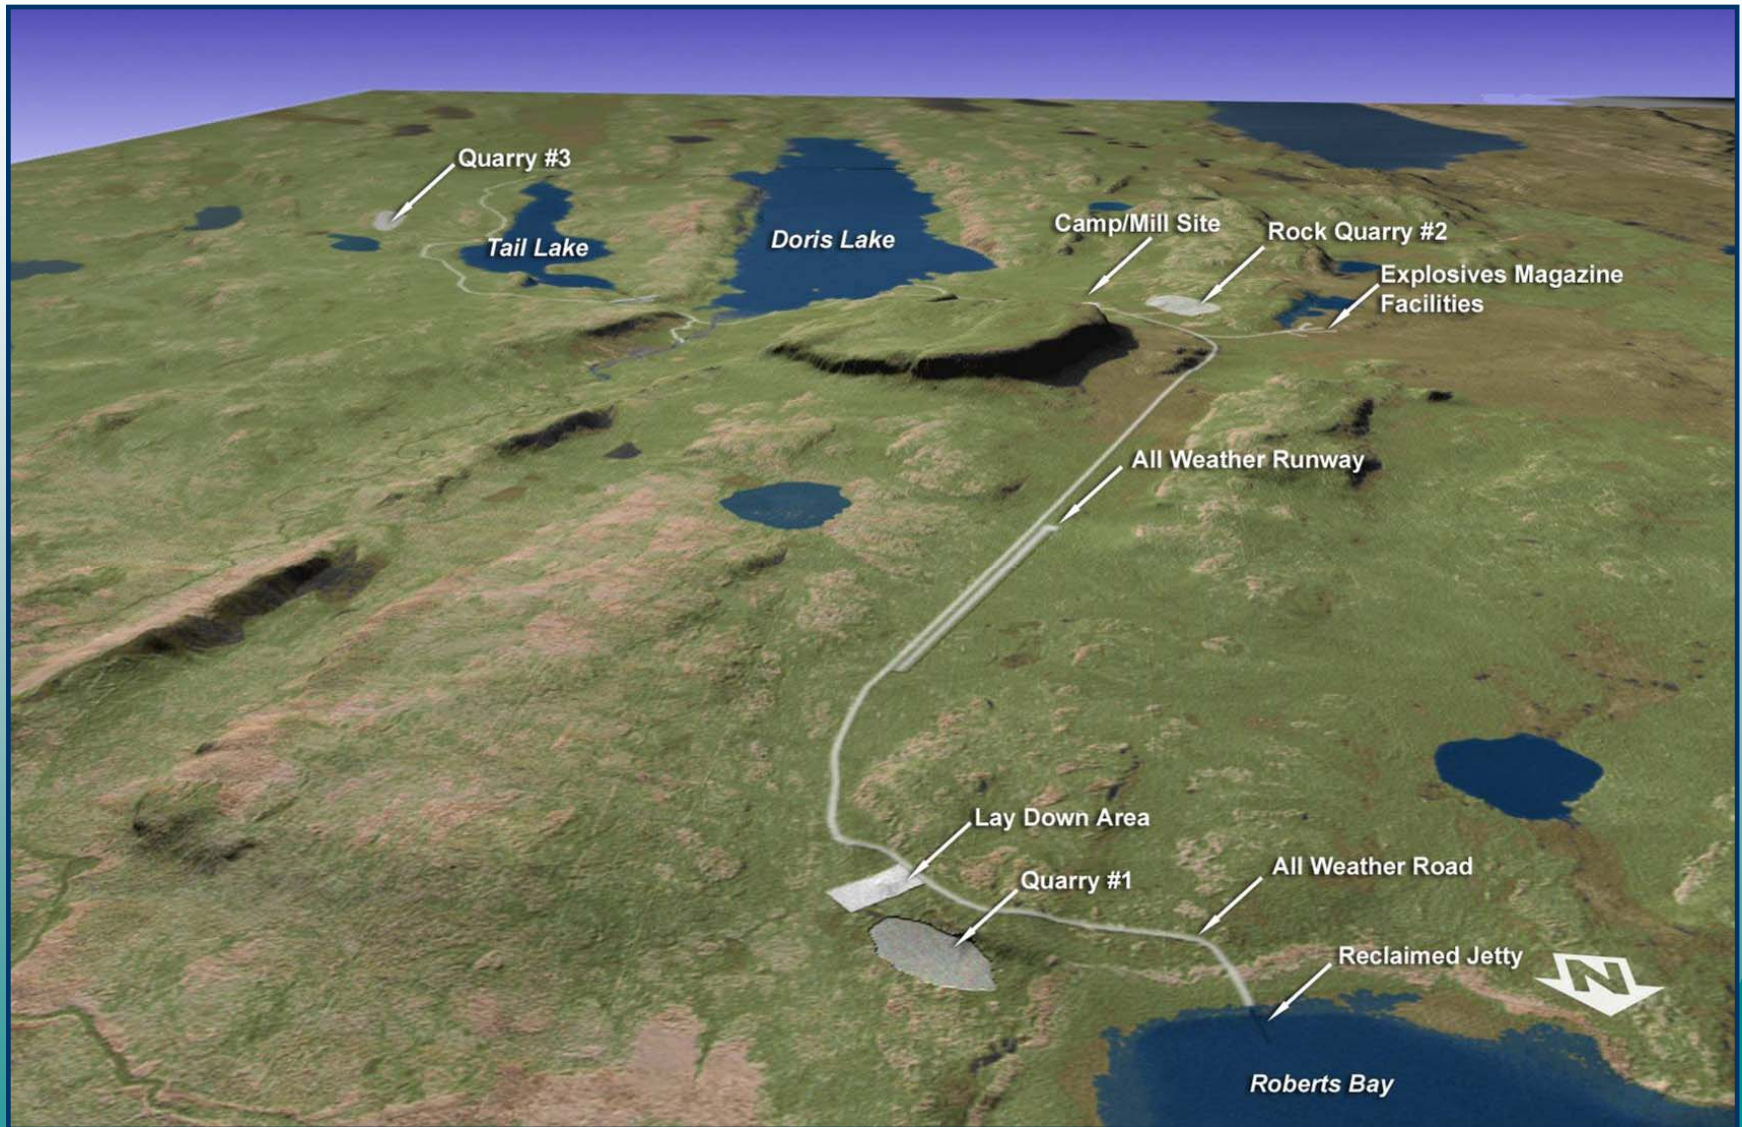 Quarry #3
Tail Lake
Doris Lake
Camp/Mill Site
Rock Quarry #2
Explosives Magazine
Facilities
All Weather Runway
Lay Down Area
Quarry #1
All Weather Road
Reclaimed Jetty
N
Roberts Bay